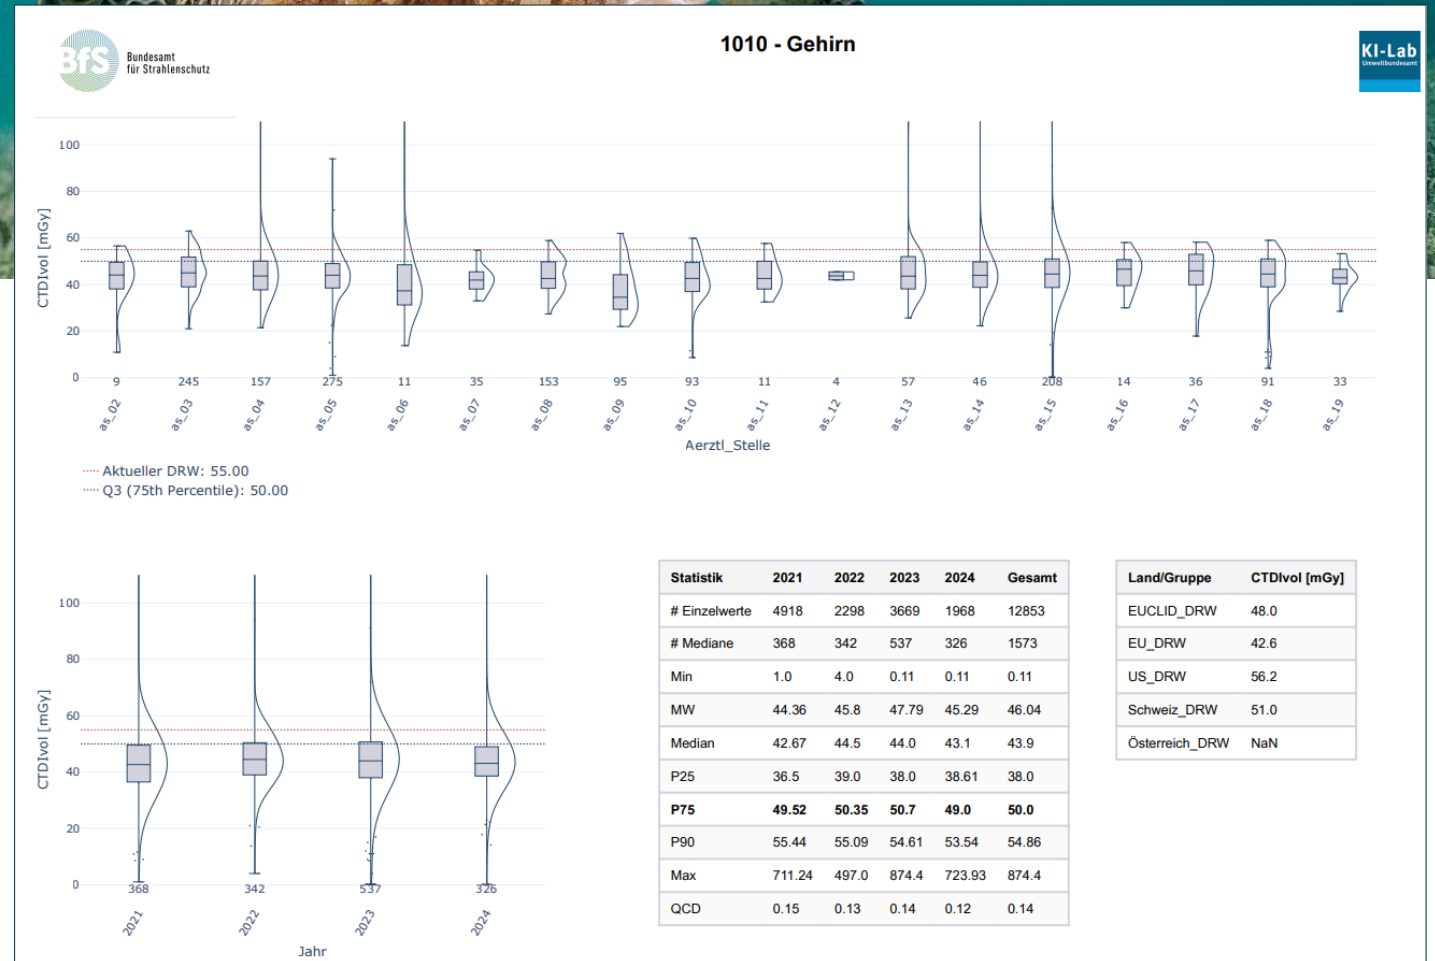 BfS
Bundesamt
für Strahlenschutz
1010 - Gehirn
KI-Lab
Umweltbundesamt
CTDIvol [mGy]
100
80
60
40
20
0
9 245 157 275 11 35 153 95 93 11 4 57 46 208 14 36 91 33
as_02 as_03 as_04 as_05 as_06 as_07 as_08 as_09 as_10 as_11 as_12 as_13 as_14 as_15 as_16 as_17 as_18 as_19
Aerztl_Stelle
Aktueller DRW: 55.00
Q3 (75th Percentile): 50.00
CTDIvol [mGy]
100
80
60
40
20
0
368 342 537 326
2021 2022 2023 2024
Jahr
Statistik 2021 2022 2023 2024 Gesamt
# Einzelwerte 4918 2298 3669 1968 12853
# Mediane 368 342 537 326 1573
Min 1.0 4.0 0.11 0.11 0.11
MW 44.36 45.8 47.79 45.29 46.04
Median 42.67 44.5 44.0 43.1 43.9
P25 36.5 39.0 38.0 38.61 38.0
P75 49.52 50.35 50.7 49.0 50.0
P90 55.44 55.09 54.61 53.54 54.86
Max 711.24 497.0 874.4 723.93 874.4
QCD 0.15 0.13 0.14 0.12 0.14
Land/Gruppe CTDIvol [mGy]
EUCLID_DRW 48.0
EU_DRW 42.6
US_DRW 56.2
Schweiz_DRW 51.0
Österreich_DRW NaN